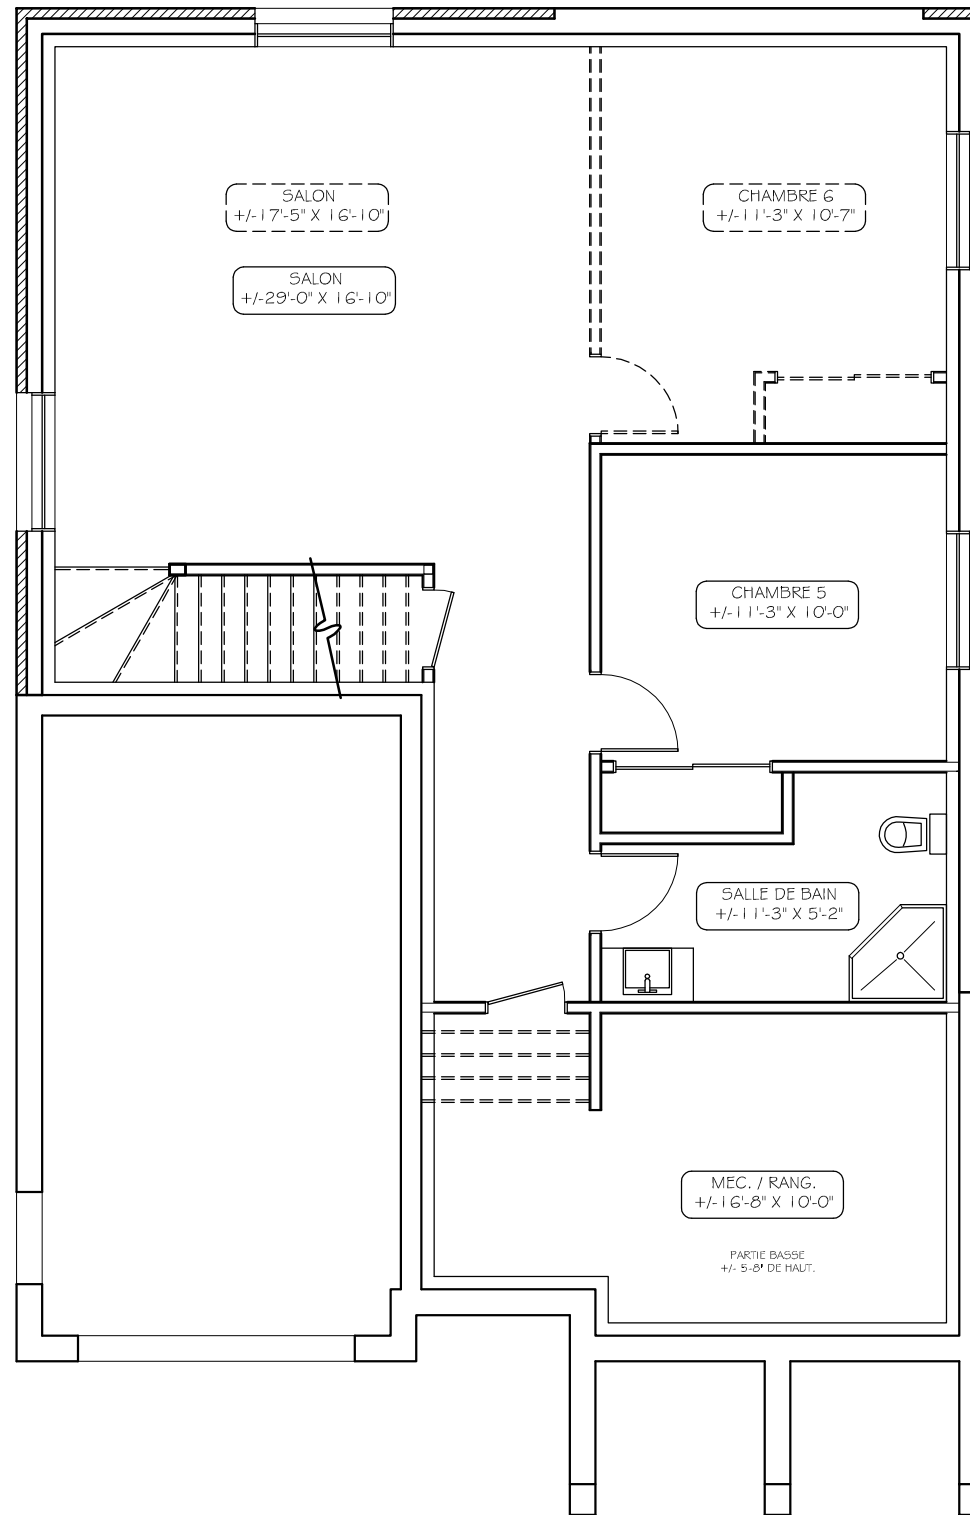 SALON
+/-17'-5" X 16'-10"
CHAMBRE 6
+/-11'-3" X 10'-7"
SALON
+/-29'-0" X 16'-10"
CHAMBRE 5
+/-11'-3" X 10'-0"
SALLE DE BAIN
+/-11'-3" X 5'-2"
MEC. / RANG.
+/-16'-8" X 10'-0"
PARTIE BASSE
+/- 5-8" DE HAUT.